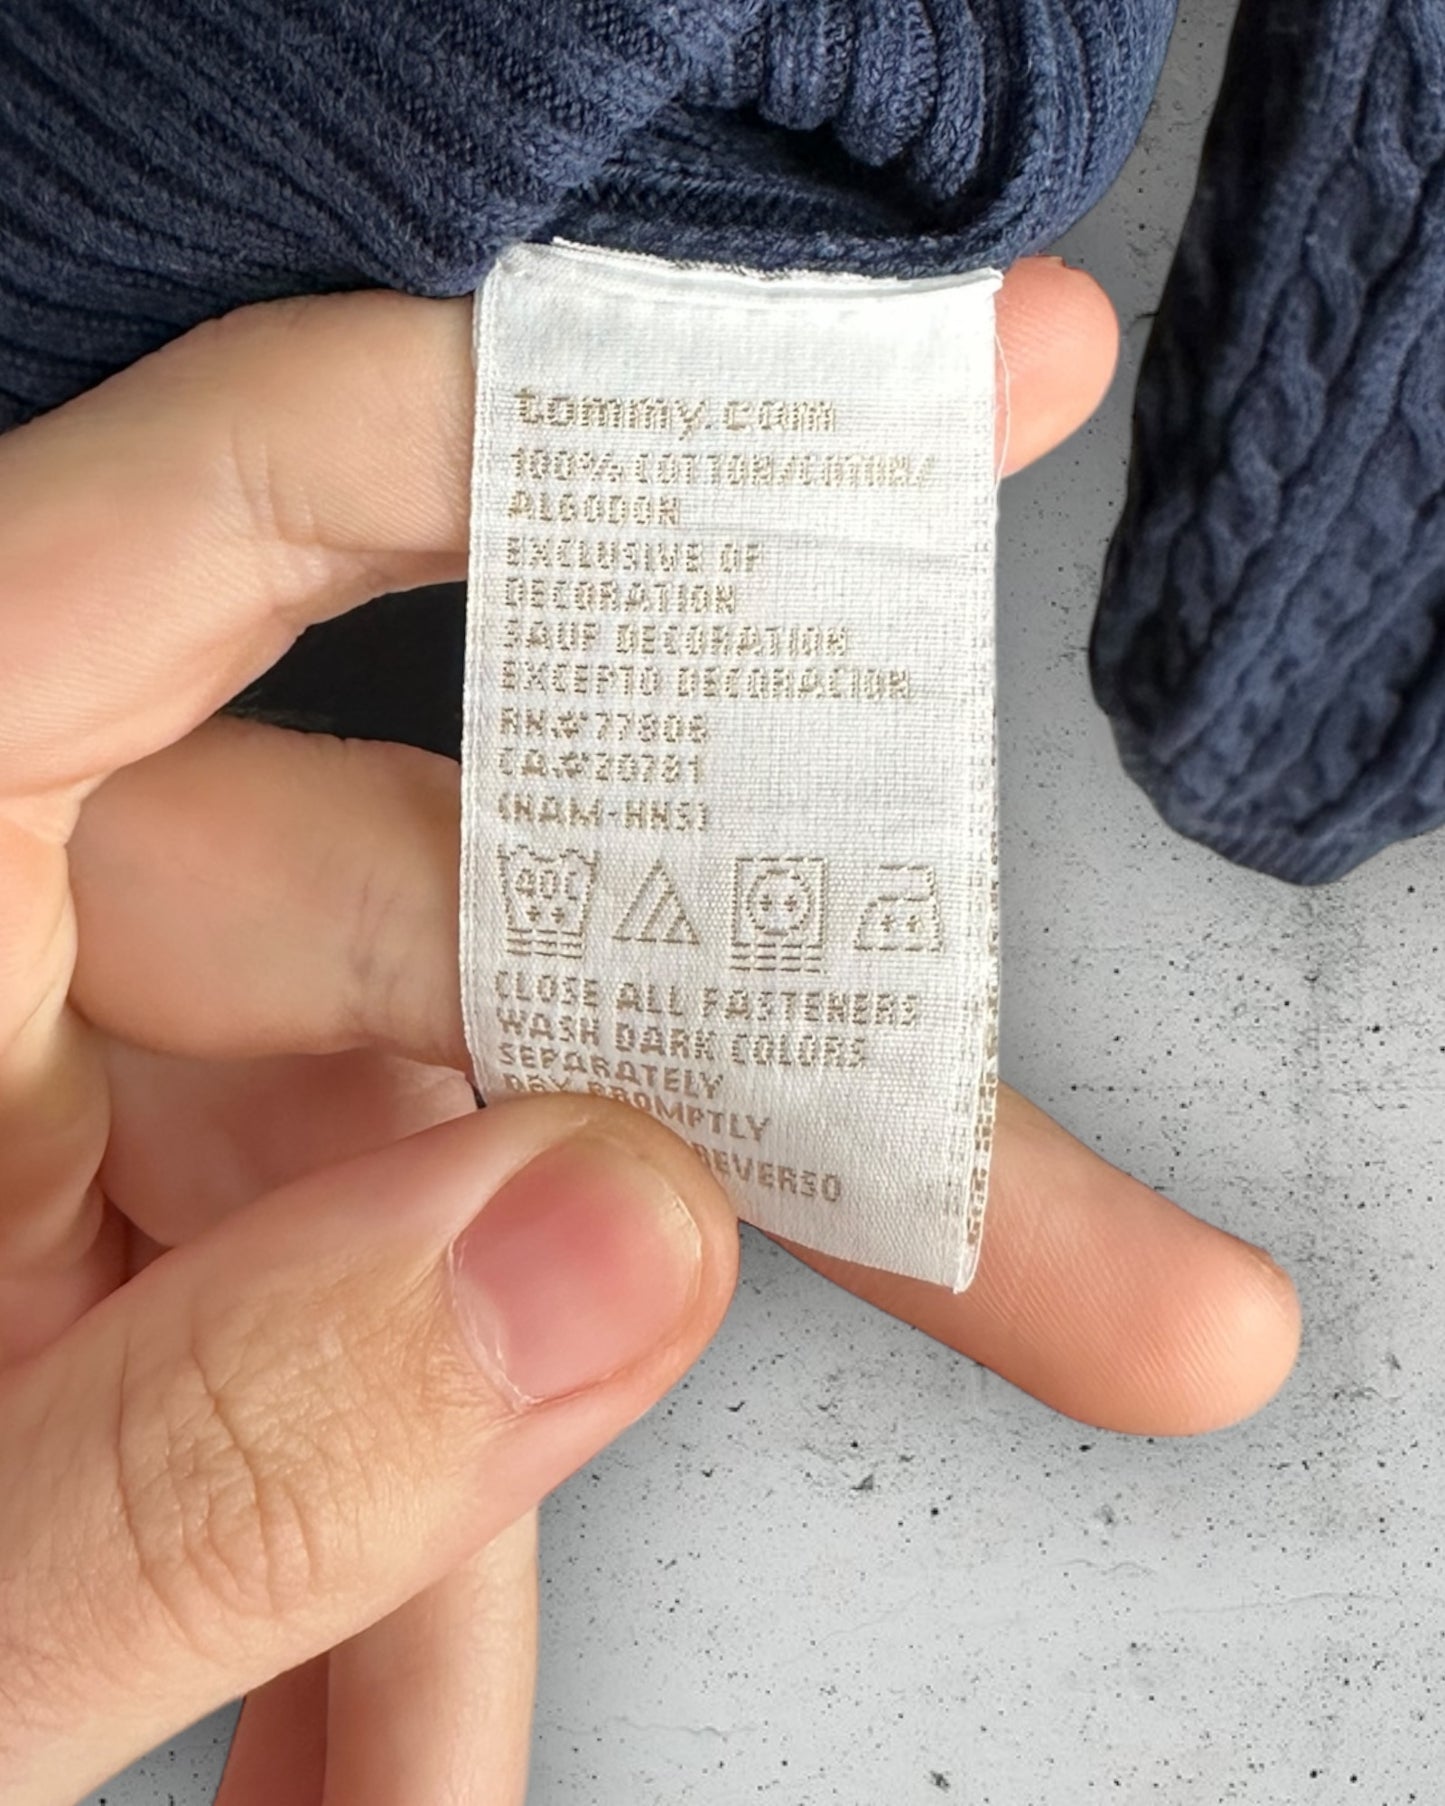 tommy.com
100% COTTON/COTON/
ALGODON
EXCLUSIVE OF
DECORATION
SAUF DECORATION
EXCEPTO DECORACION
RN#77806
CA#20781
(NAM-HNS)
40C
CLOSE ALL FASTENERS
WASH DARK COLORS
SEPARATELY
DRY PROMPTLY
REVERSO